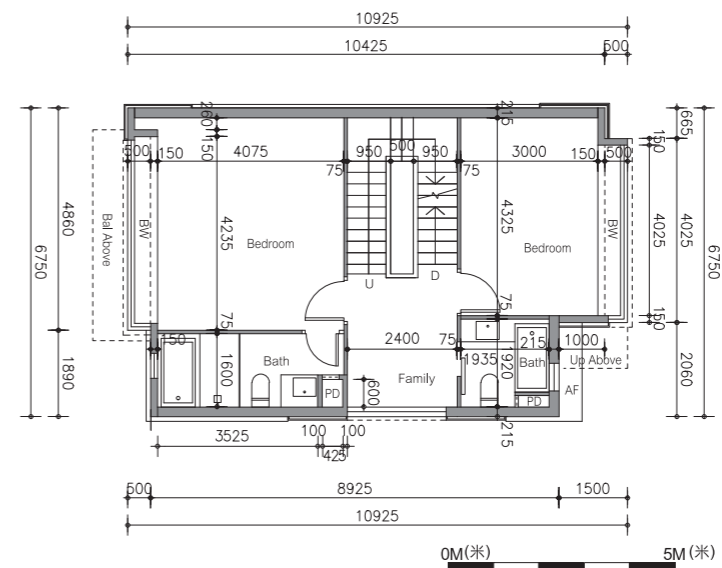 10925
10425 500
260 215 665
150 150
500 150 4075 950 500 950 3000 150 500
75 75
4860 6750 Bal Above BW 4235 Bedroom 4325 Bedroom BW 4025 4025 6750
U D
75 75 150
150 2400 75 215 1000
1890 1600 Bath Family 1935 1920 Bath Up Above 2060
PD 600 PD AF
3525 100 100 215
425
500 8925 1500
10925
0M(米) 5M(米)